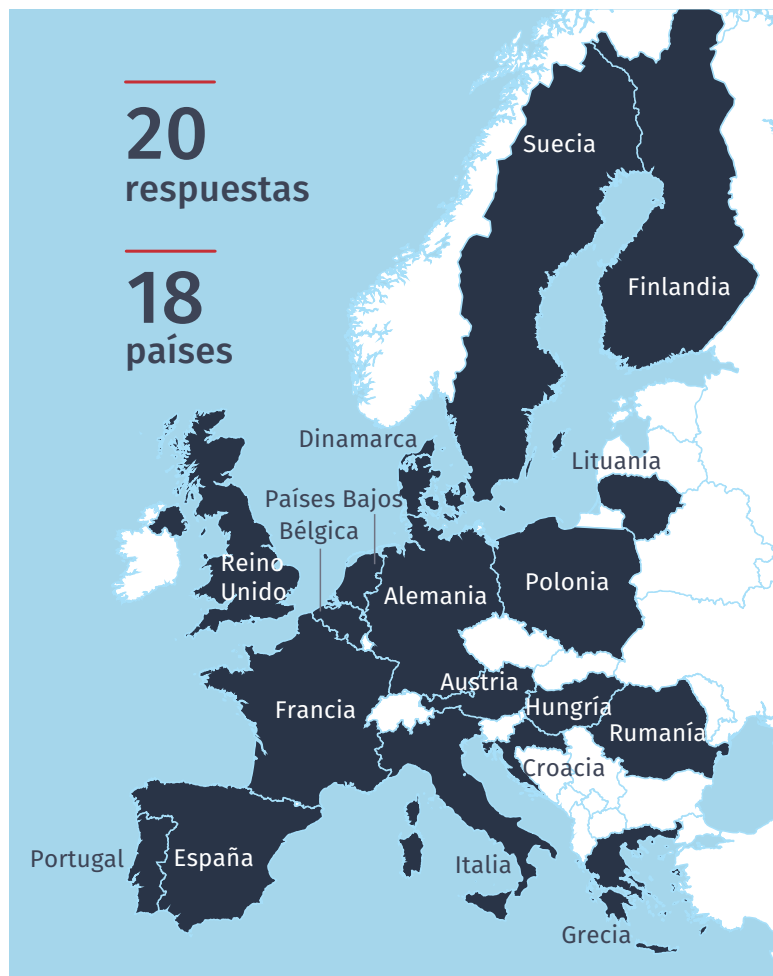 20
respuestas
18
países
Suecia
Finlandia
Dinamarca
Lituania
Países Bajos
Bélgica
Reino
Unido
Alemania
Polonia
Austria
Francia
Hungría
Rumanía
Croacia
Portugal
España
Italia
Grecia